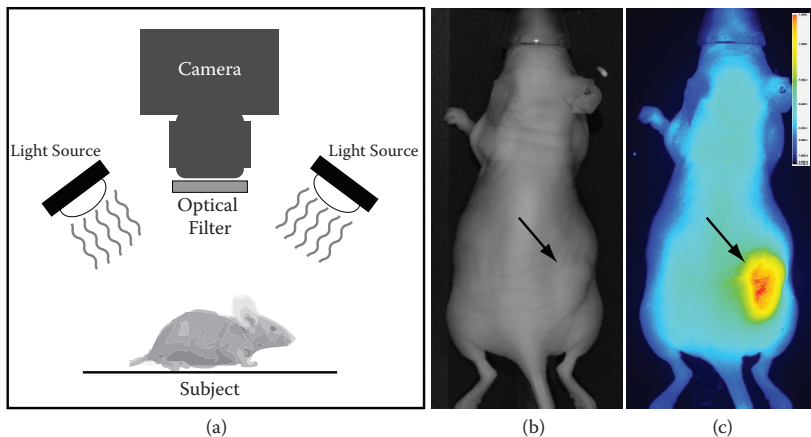 Camera
Light Source
Light Source
Optical
Filter
Subject
(a)
(b)
(c)